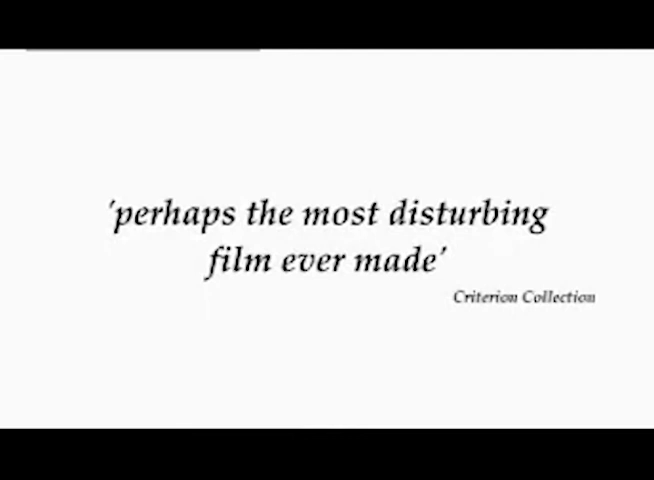 'perhaps the most disturbing
film ever made'
Criterion Collection